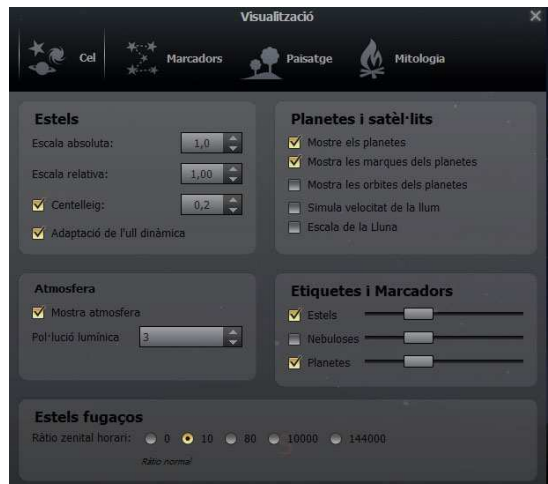 Visualització
Cel
Marcadors
Paisatge
Mitologia
Estels
Escala absoluta: 1,0
Escala relativa: 1,00
Centelleig: 0,2
Adaptació de l'ull dinàmica
Planetes i satèl·lits
Mostre els planetes
Mostra les marques dels planetes
Mostra les orbites dels planetes
Simula velocitat de la llum
Escala de la Lluna
Atmosfera
Mostra atmosfera
Pol·lució lumínica 3
Etiquetes i Marcadors
Estels
Nebuloses
Planetes
Estels fugaços
Ràtio zenital horari: 0 10 80 10000 144000
Ràtio normal